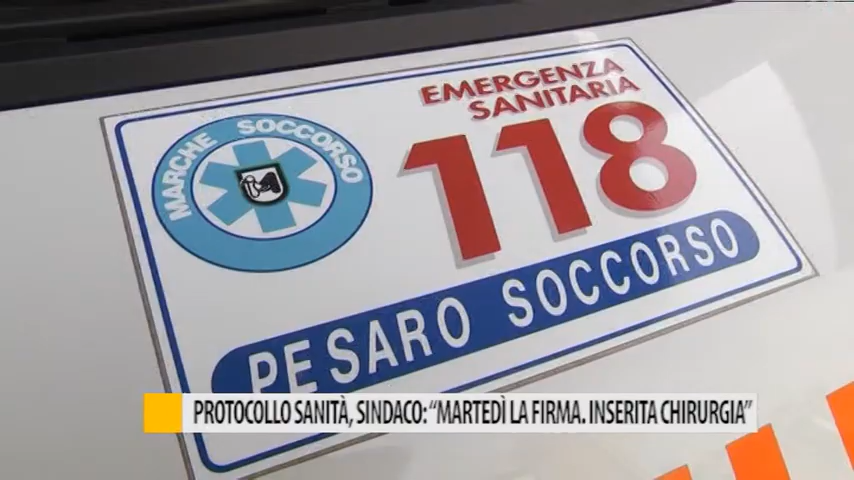 EMERGENZA
SANITARIA
MARCHE SOCCORSO
118
PESARO SOCCORSO
PROTOCOLLO SANITÀ, SINDACO: “MARTEDÌ LA FIRMA. INSERITA CHIRURGIA”